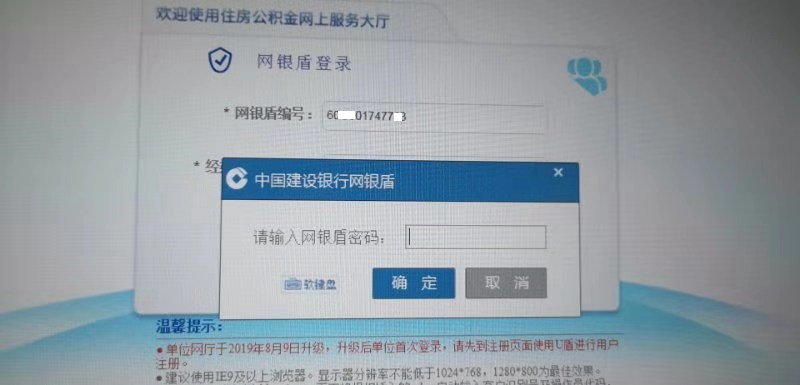 欢迎使用住房公积金网上服务大厅
网银盾登录
* 网银盾编号：
60 01747 3
* 经
中国建设银行网银盾
×
请输入网银盾密码：
软键盘
确 定
取 消
温馨提示：
● 单位网厅于2019年8月9日升级，升级后单位首次登录，请先到注册页面使用U盾进行用户
注册。
● 建议使用IE9及以上浏览器。显示器分辨率不能低于1024*768，1280*800为最佳效果。